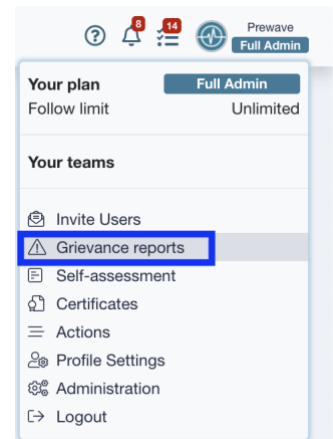 8 14 Prewave
Full Admin
Your plan Full Admin
Follow limit Unlimited
Your teams
Invite Users
Grievance reports
Self-assessment
Certificates
Actions
Profile Settings
Administration
Logout